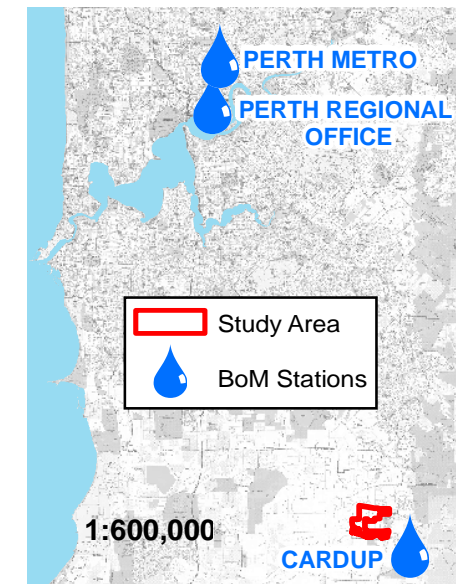 PERTH METRO
PERTH REGIONAL
OFFICE
Study Area
BoM Stations
1:600,000
CARDUP